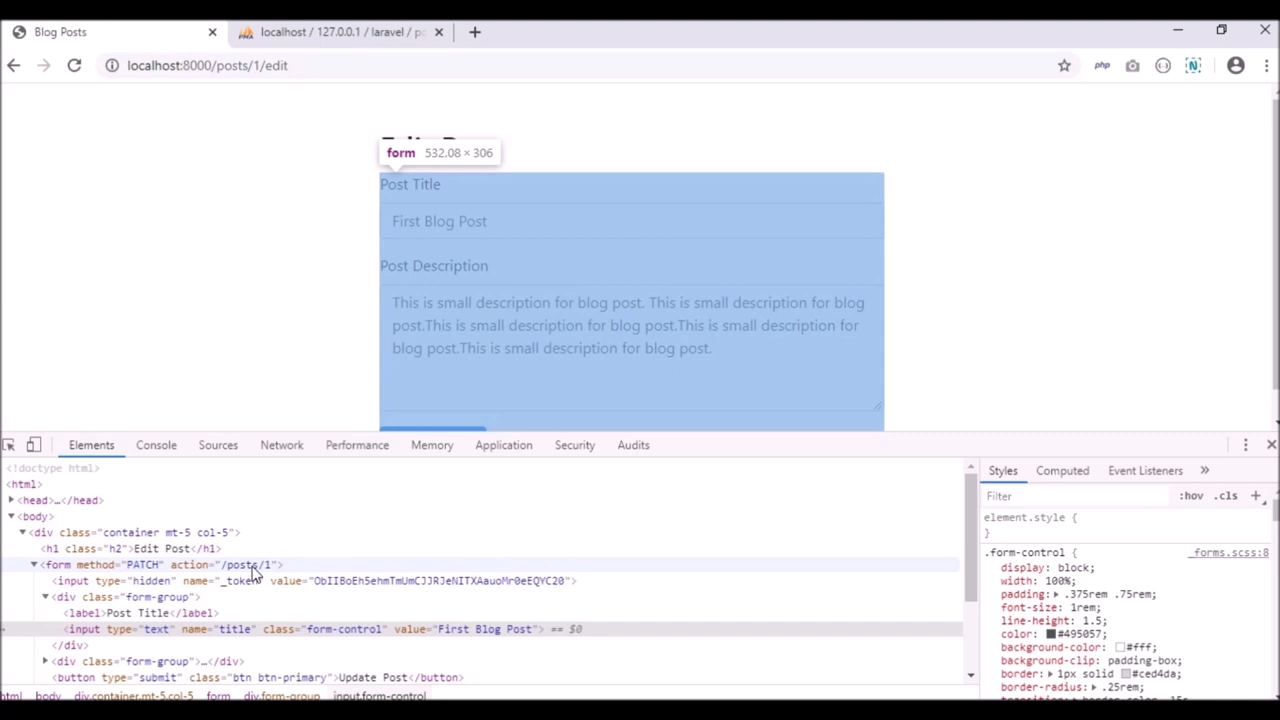 Blog Posts
localhost / 127.0.0.1 / laravel / po
localhost:8000/posts/1/edit
php
form 532.08 × 306
Post Title
First Blog Post
Post Description
This is small description for blog post. This is small description for blog
post.This is small description for blog post.This is small description for
blog post.This is small description for blog post.
Elements Console Sources Network Performance Memory Application Security Audits
<!doctype html>
<html>
<head>…</head>
<body>
<div class="container mt-5 col-5">
<h1 class="h2">Edit Post</h1>
<form method="PATCH" action="/posts/1">
<input type="hidden" name="_token" value="ObIIBoEh5ehmTmUmCJJRJeNITXAauoMr0eEQYC20">
<div class="form-group">
<label>Post Title</label>
<input type="text" name="title" class="form-control" value="First Blog Post"> == $0
</div>
<div class="form-group">…</div>
<button type="submit" class="btn btn-primary">Update Post</button>
html body div.container.mt-5.col-5 form div.form-group input.form-control
Styles Computed Event Listeners »
Filter :hov .cls +
element.style {
}
.form-control { _forms.scss:8
display: block;
width: 100%;
padding: .375rem .75rem;
font-size: 1rem;
line-height: 1.5;
color: #495057;
background-color: #fff;
background-clip: padding-box;
border: 1px solid #ced4da;
border-radius: .25rem;